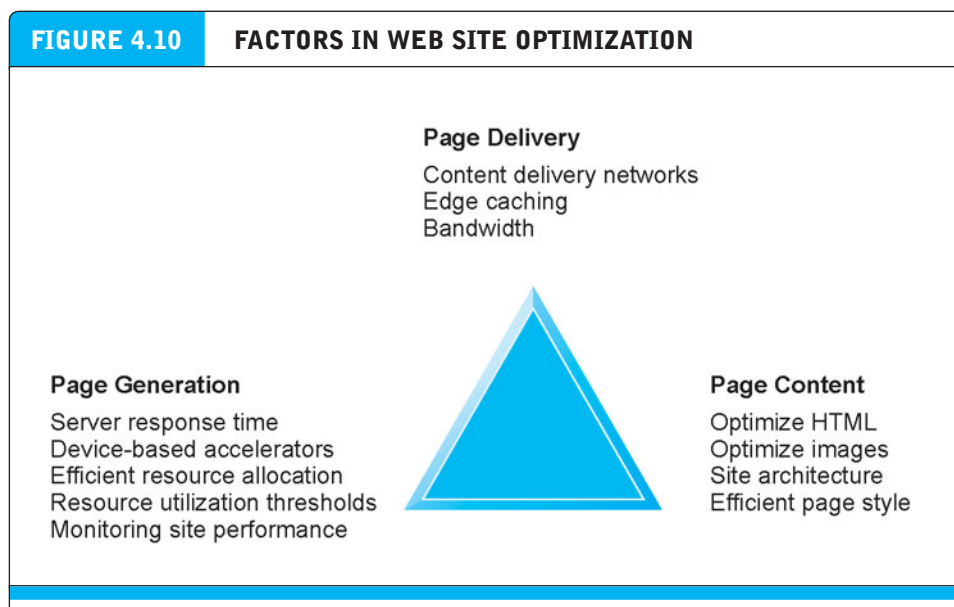 FIGURE 4.10 FACTORS IN WEB SITE OPTIMIZATION
Page Delivery
Content delivery networks
Edge caching
Bandwidth
Page Generation
Server response time
Device-based accelerators
Efficient resource allocation
Resource utilization thresholds
Monitoring site performance
Page Content
Optimize HTML
Optimize images
Site architecture
Efficient page style